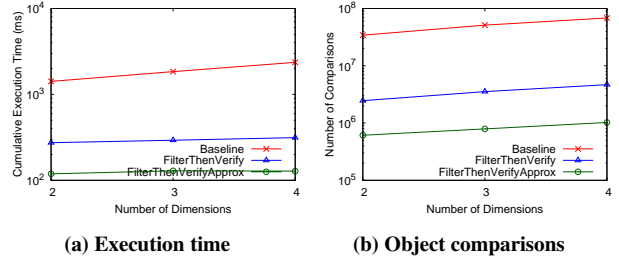 Cumulative Execution Time (ms)
10^4
10^3
10^2
2
3
4
Baseline
FilterThenVerify
FilterThenVerifyApprox
Number of Dimensions
(a) Execution time
Number of Comparisons
10^8
10^7
10^6
10^5
2
3
4
Baseline
FilterThenVerify
FilterThenVerifyApprox
Number of Dimensions
(b) Object comparisons